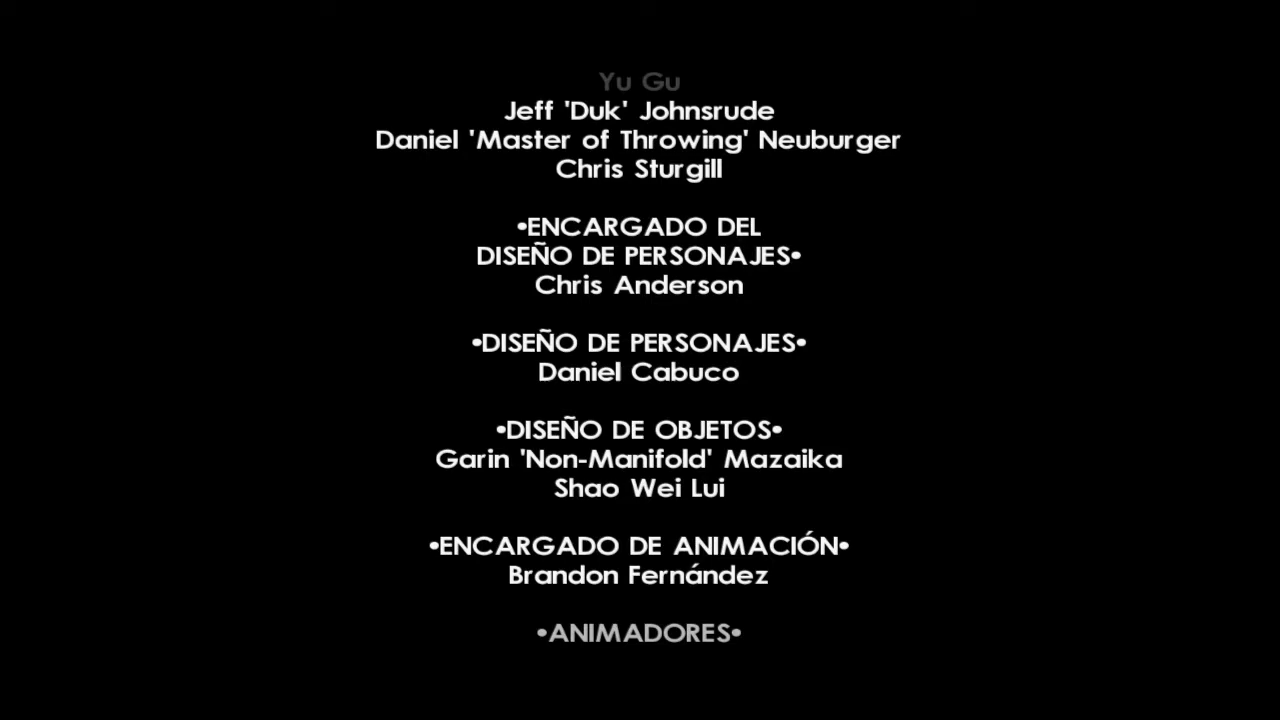 Yu Gu
Jeff 'Duk' Johnsrude
Daniel 'Master of Throwing' Neuburger
Chris Sturgill
•ENCARGADO DEL
DISEÑO DE PERSONAJES•
Chris Anderson
•DISEÑO DE PERSONAJES•
Daniel Cabuco
•DISEÑO DE OBJETOS•
Garin 'Non-Manifold' Mazaika
Shao Wei Lui
•ENCARGADO DE ANIMACIÓN•
Brandon Fernández
•ANIMADORES•